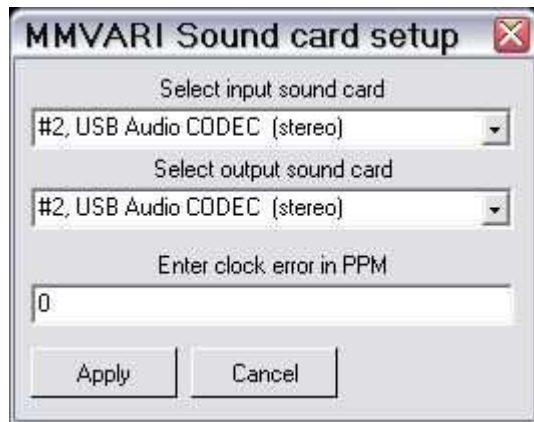 MMVARI Sound card setup
Select input sound card
#2, USB Audio CODEC (stereo)
Select output sound card
#2, USB Audio CODEC (stereo)
Enter clock error in PPM
0
Apply Cancel